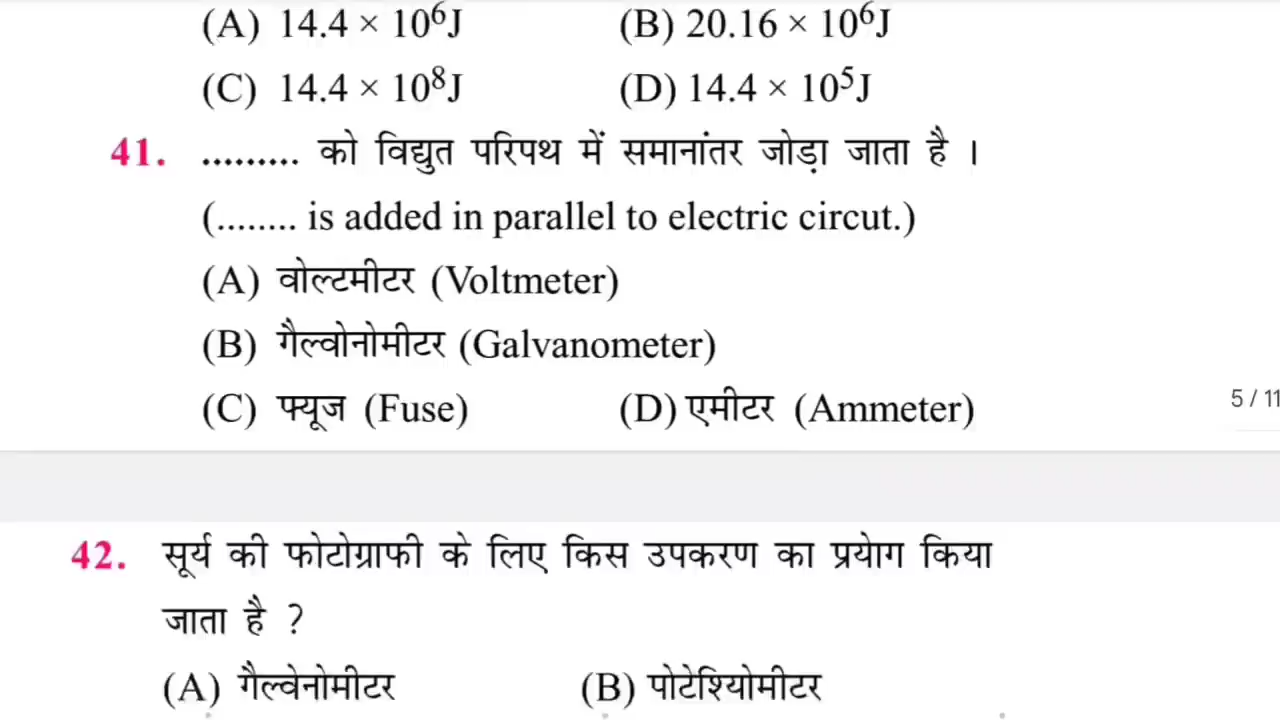 (A) 14.4 × 10⁶J (B) 20.16 × 10⁶J
(C) 14.4 × 10⁸J (D) 14.4 × 10⁵J
41. ......... को विद्युत परिपथ में समानांतर जोड़ा जाता है ।
(........ is added in parallel to electric circut.)
(A) वोल्टमीटर (Voltmeter)
(B) गैल्वोनोमीटर (Galvanometer)
(C) फ्यूज (Fuse) (D) एमीटर (Ammeter)
5 / 11
42. सूर्य की फोटोग्राफी के लिए किस उपकरण का प्रयोग किया
जाता है ?
(A) गैल्वेनोमीटर (B) पोटेश्योमीटर